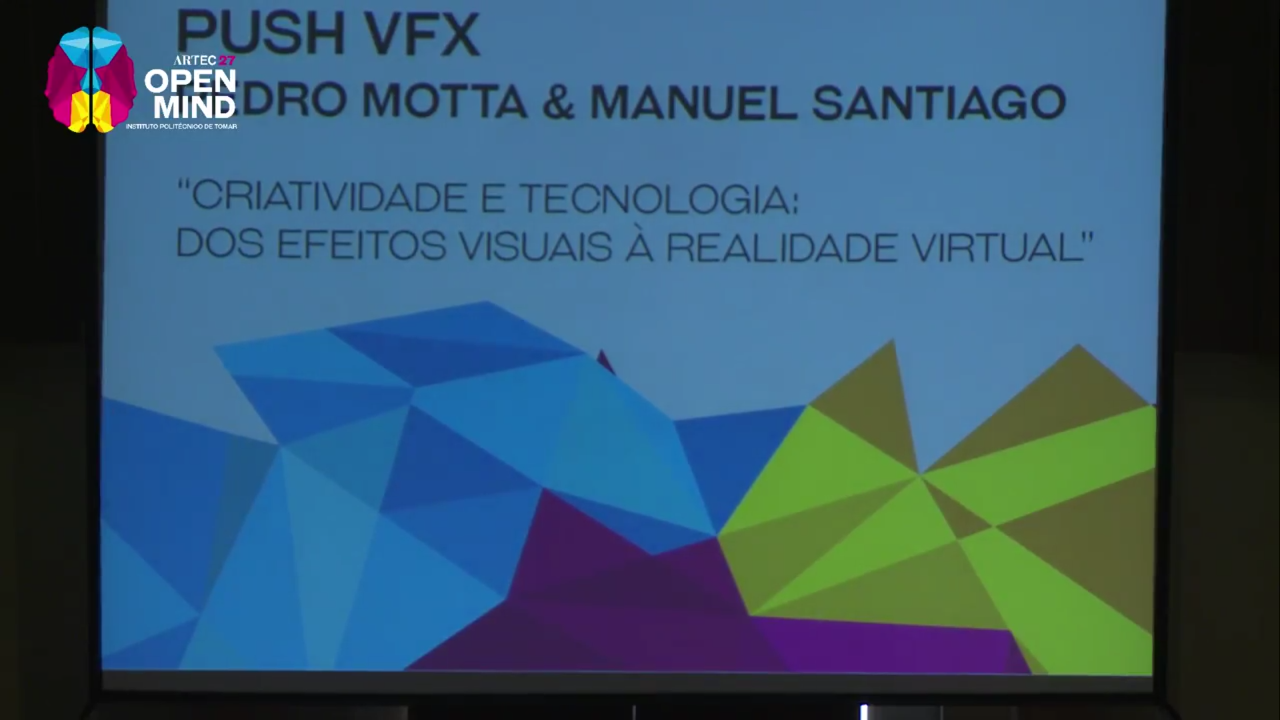 PUSH VFX
ARTEC 27
OPEN
MIND
INSTITUTO POLITÉCNICO DE TOMAR
EDRO MOTTA & MANUEL SANTIAGO
“CRIATIVIDADE E TECNOLOGIA:
DOS EFEITOS VISUAIS À REALIDADE VIRTUAL”